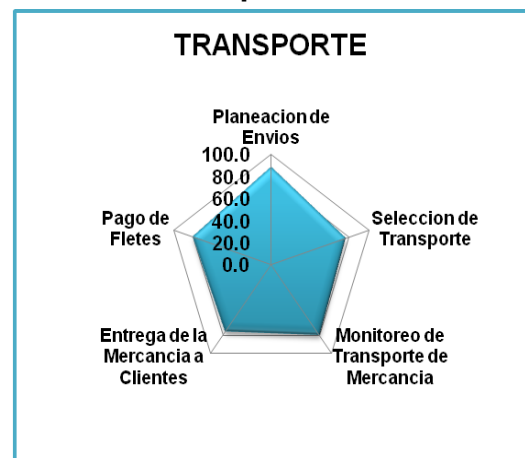 TRANSPORTE
Planeacion de
Envios
100.0
80.0
60.0
40.0
20.0
0.0
Seleccion de
Transporte
Monitoreo de
Transporte de
Mercancia
Entrega de la
Mercancia a
Clientes
Pago de
Fletes